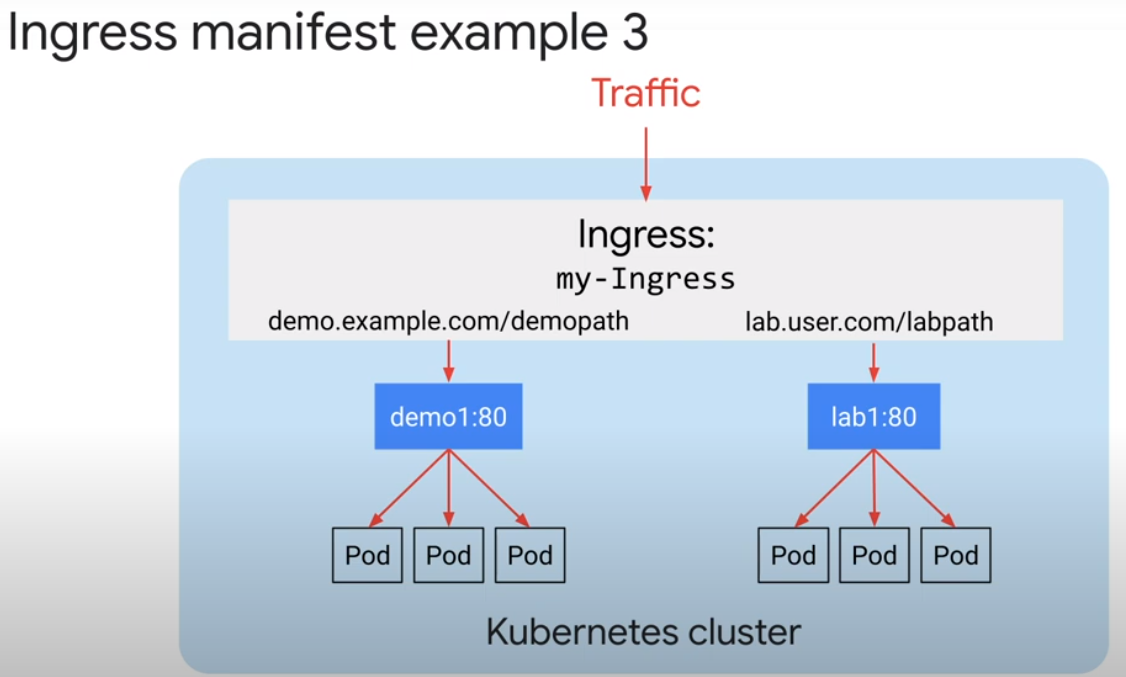 Ingress manifest example 3
Traffic
Ingress:
my-Ingress
demo.example.com/demopath lab.user.com/labpath
demo1:80 lab1:80
Pod Pod Pod Pod Pod Pod
Kubernetes cluster